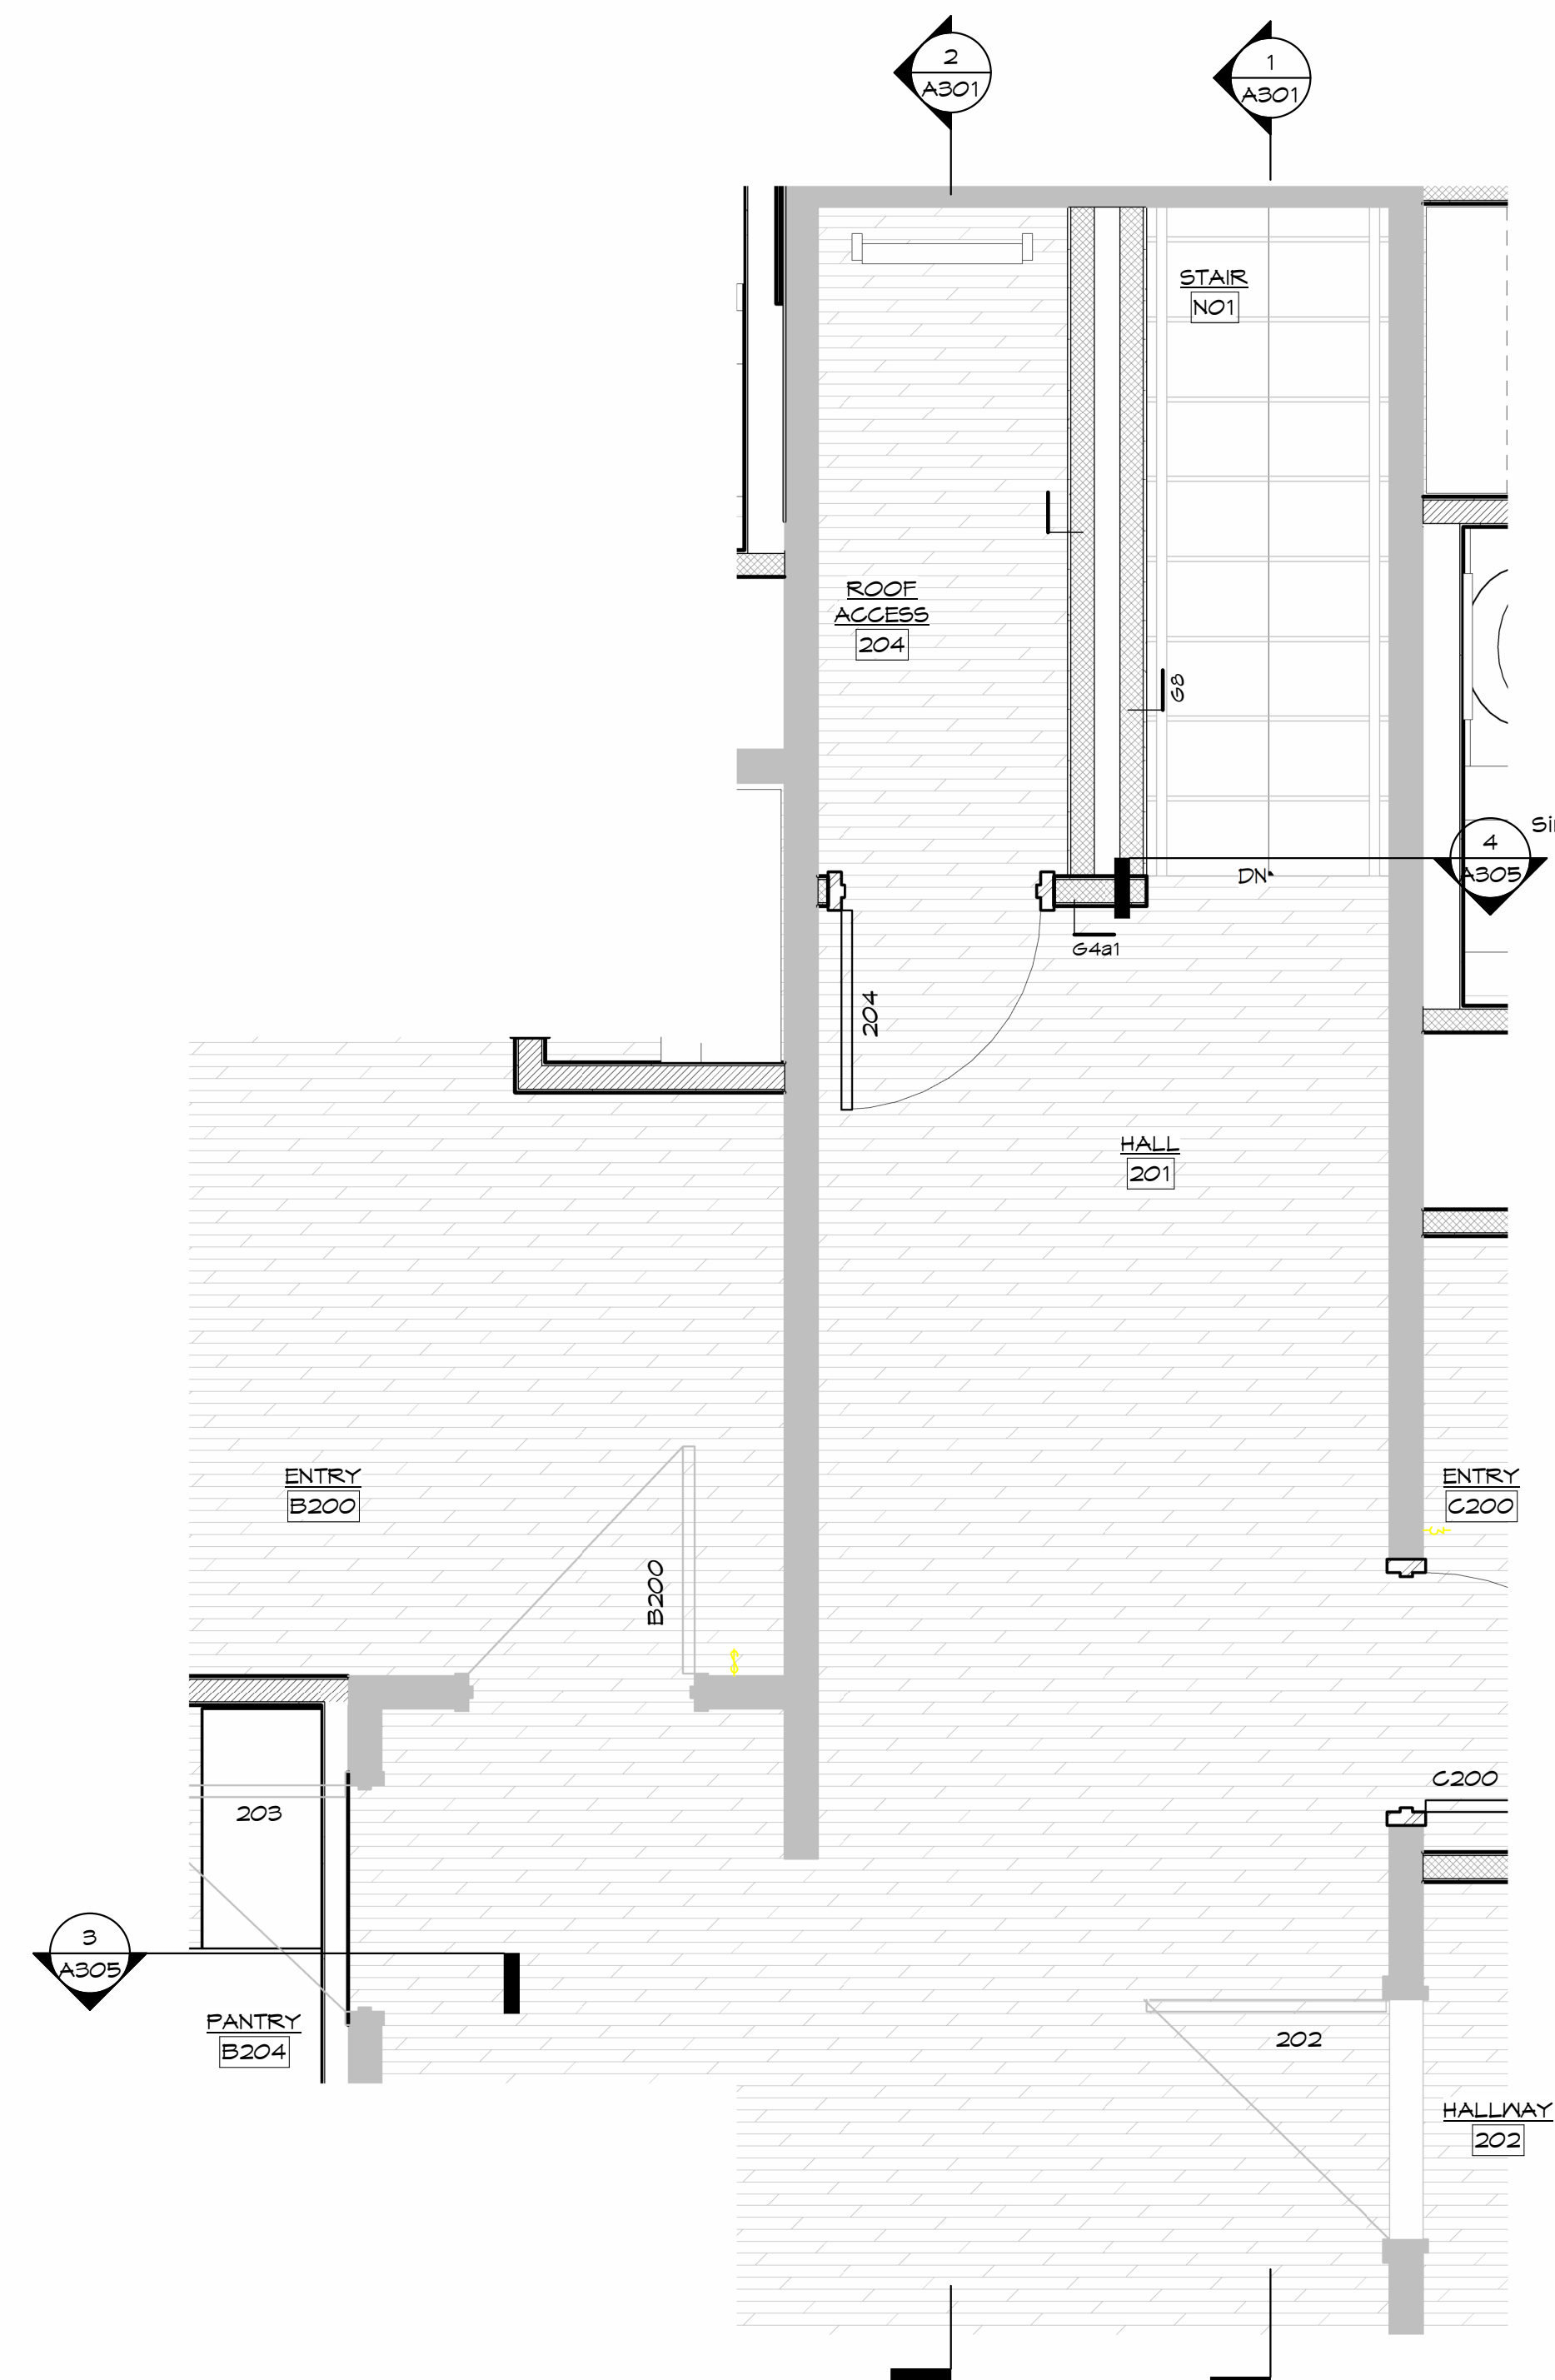 2
A301
1
A301
STAIR
N01
ROOF
ACCESS
204
G8
4
A305
DN
G4a1
204
HALL
201
ENTRY
B200
ENTRY
C200
B200
C200
203
3
A305
PANTRY
B204
202
HALLWAY
202